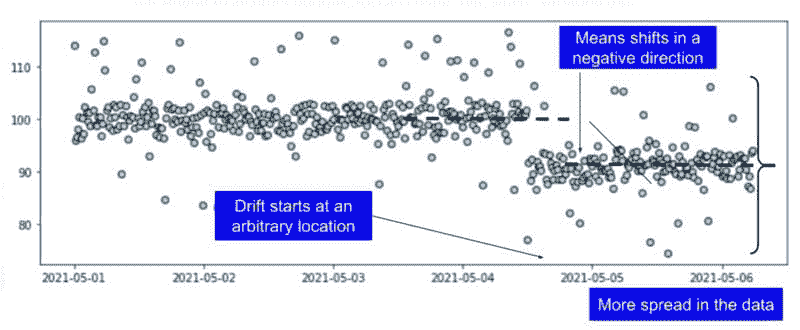 Means shifts in a
negative direction
110
100
90
80
Drift starts at an
arbitrary location
2021-05-01
2021-05-02
2021-05-03
2021-05-04
2021-05-05
2021-05-06
More spread in the data